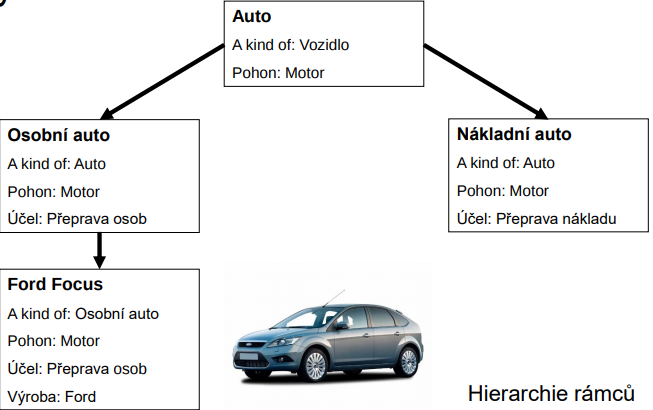 Auto
A kind of: Vozidlo
Pohon: Motor
Osobní auto
A kind of: Auto
Pohon: Motor
Účel: Přeprava osob
Nákladní auto
A kind of: Auto
Pohon: Motor
Účel: Přeprava nákladu
Ford Focus
A kind of: Osobní auto
Pohon: Motor
Účel: Přeprava osob
Výroba: Ford
Hierarchie rámců